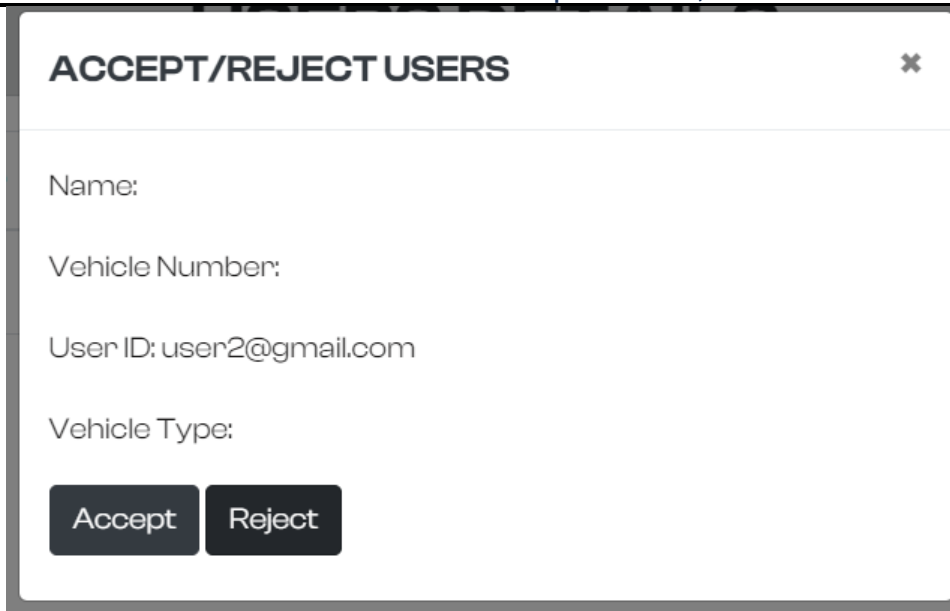 ACCEPT/REJECT USERS
Name:
Vehicle Number:
User ID: user2@gmail.com
Vehicle Type:
Accept Reject